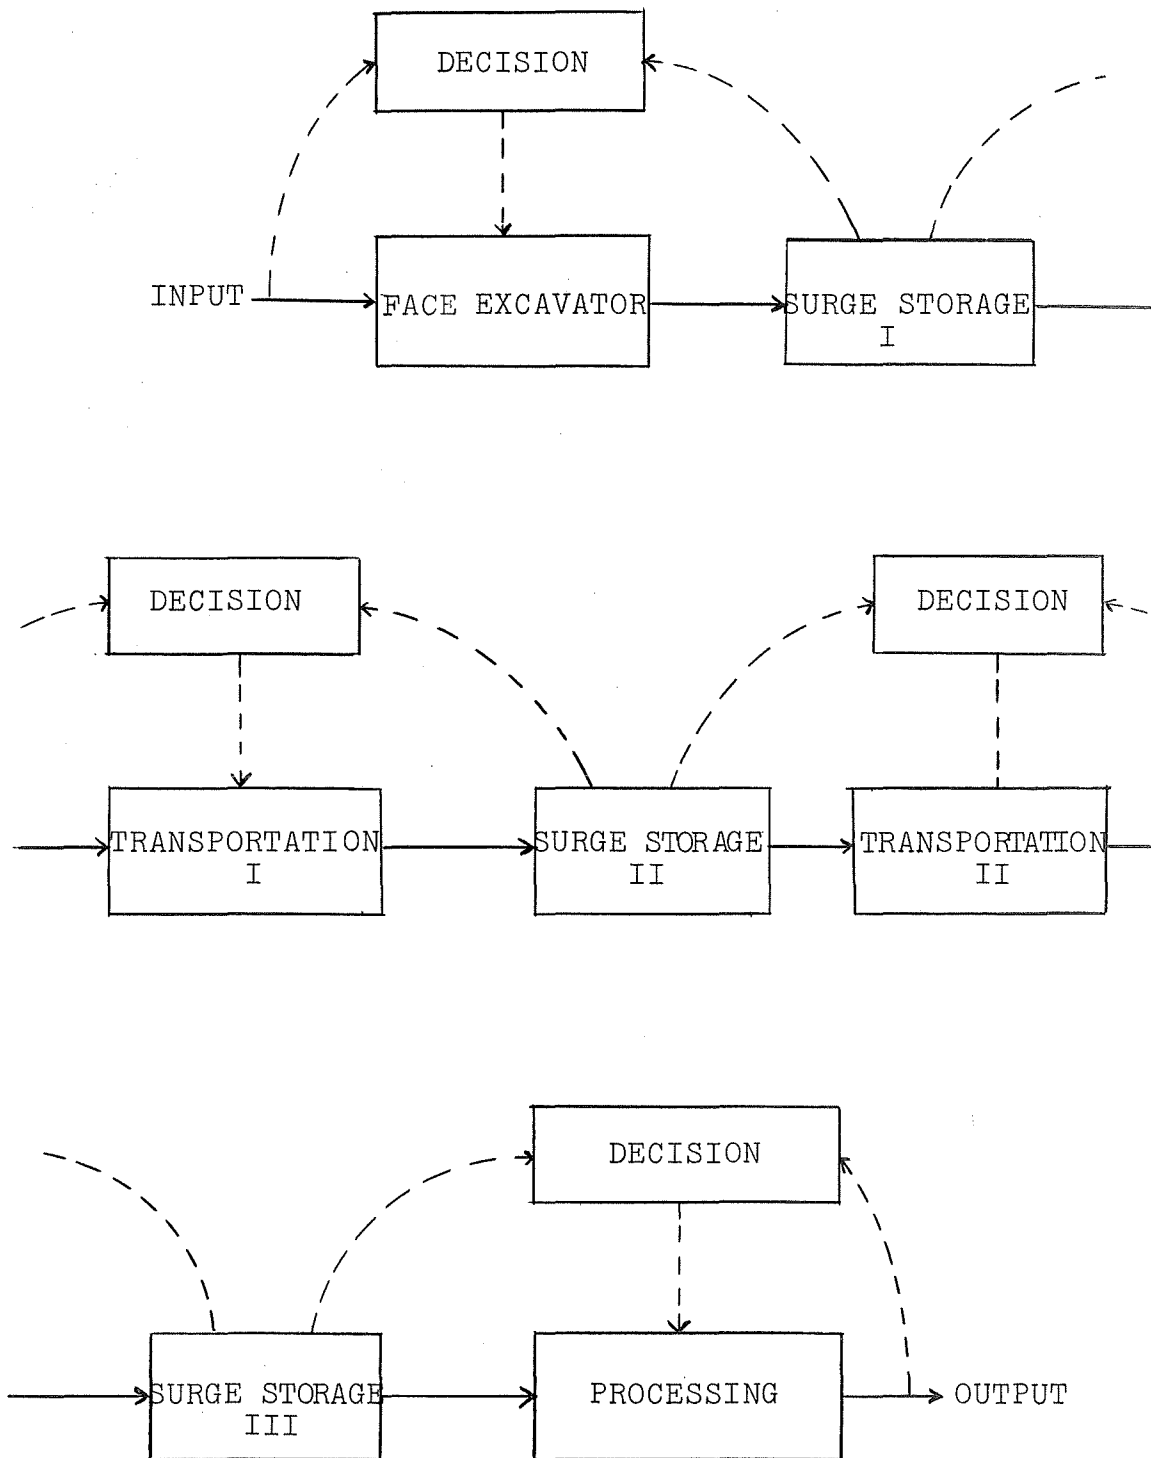 DECISION
INPUT
FACE EXCAVATOR
SURGE STORAGE
I
DECISION
DECISION
TRANSPORTATION
I
SURGE STORAGE
II
TRANSPORTATION
II
DECISION
SURGE STORAGE
III
PROCESSING
OUTPUT